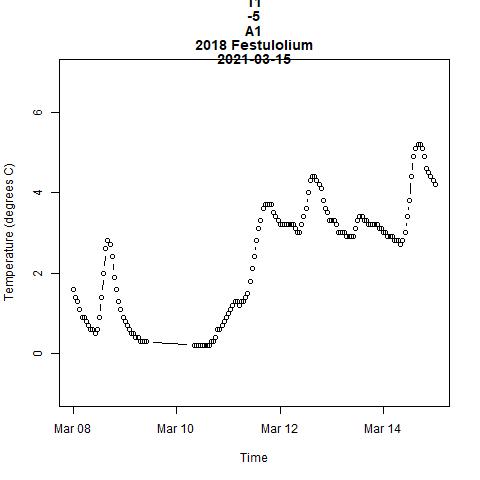 -5
A1
2018 Festulolium
2021-03-15
Temperature (degrees C)
6
4
2
0
Mar 08
Mar 10
Mar 12
Mar 14
Time